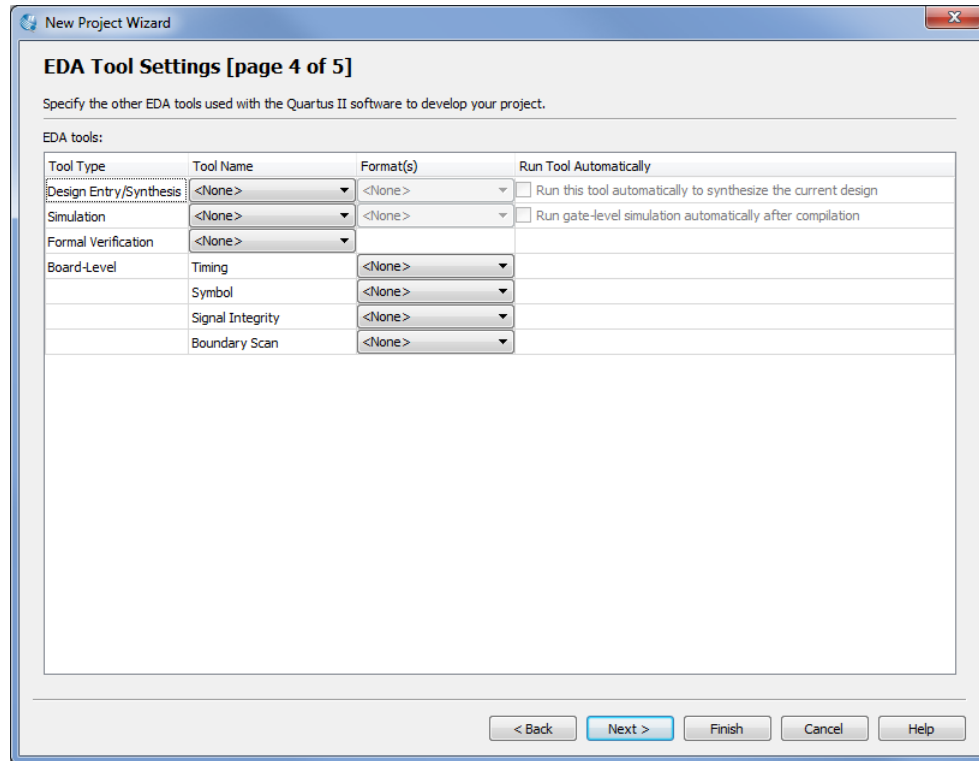 New Project Wizard
EDA Tool Settings [page 4 of 5]
Specify the other EDA tools used with the Quartus II software to develop your project.
EDA tools:
Tool Type Tool Name Format(s) Run Tool Automatically
Design Entry/Synthesis <None> <None> Run this tool automatically to synthesize the current design
Simulation <None> <None> Run gate-level simulation automatically after compilation
Formal Verification <None>
Board-Level Timing <None>
Symbol <None>
Signal Integrity <None>
Boundary Scan <None>
< Back Next > Finish Cancel Help